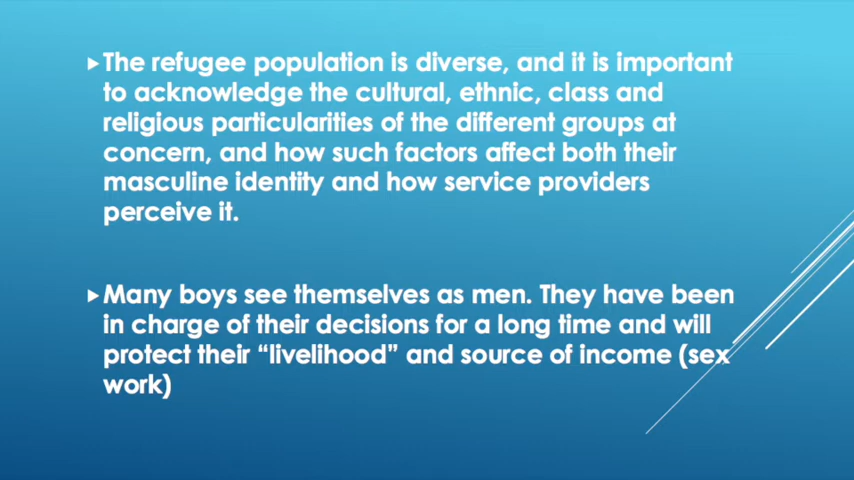 ▸The refugee population is diverse, and it is important
to acknowledge the cultural, ethnic, class and
religious particularities of the different groups at
concern, and how such factors affect both their
masculine identity and how service providers
perceive it.
▸Many boys see themselves as men. They have been
in charge of their decisions for a long time and will
protect their “livelihood” and source of income (sex
work)